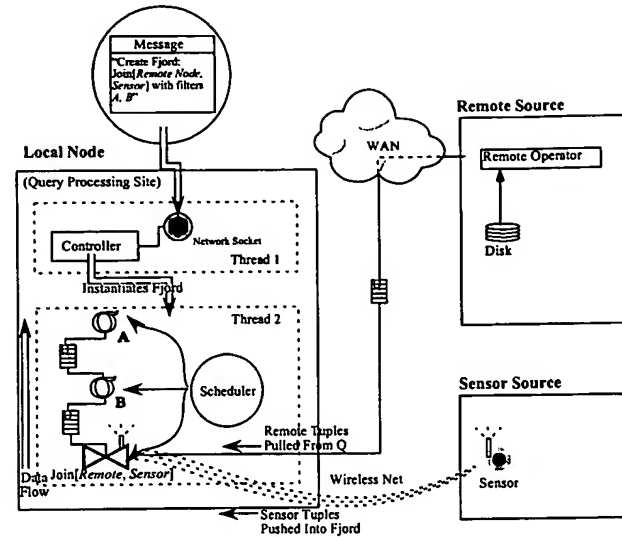 Message
"Create Fjord:
Join[Remote Node,
Sensor] with filters
A, B"
Local Node
(Query Processing Site)
Controller
Network Socket
Thread 1
Instantiates Fjord
Thread 2
A
B
Scheduler
Data
Flow
Join[Remote, Sensor]
Remote Tuples
Pulled From Q
Sensor Tuples
Pushed Into Fjord
WAN
Wireless Net
Remote Source
Remote Operator
Disk
Sensor Source
Sensor